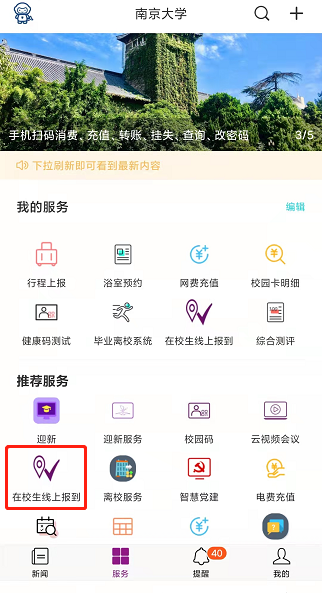 南京大学
手机扫码消费、充值、转账、挂失、查询、改密码 3/5
下拉刷新即可看到最新内容
我的服务 编辑
行程上报 浴室预约 网费充值 校园卡明细
健康码测试 毕业离校系统 在校生线上报到 综合测评
推荐服务
迎新 迎新服务 校园码 云视频会议
在校生线上报到 离校服务 智慧党建 电费充值
40
新闻 服务 提醒 我的